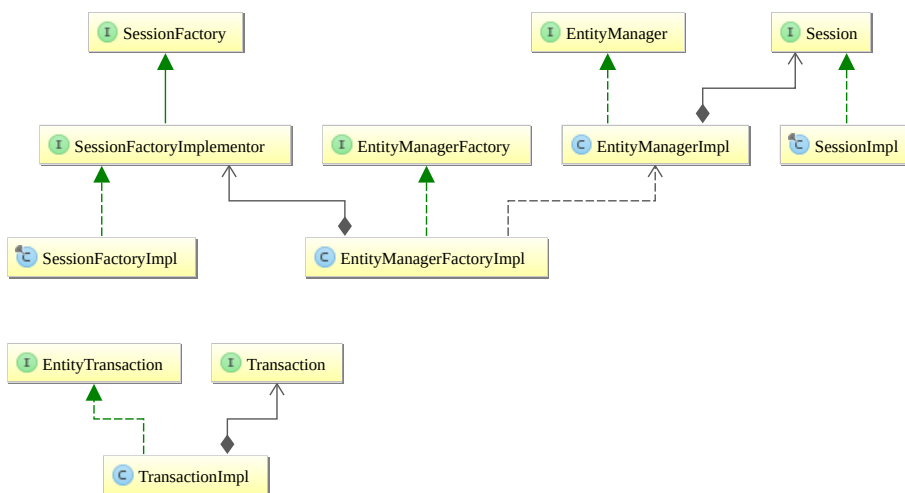 SessionFactory
EntityManager
Session
SessionFactoryImplementor
EntityManagerFactory
EntityManagerImpl
SessionImpl
SessionFactoryImpl
EntityManagerFactoryImpl
EntityTransaction
Transaction
TransactionImpl